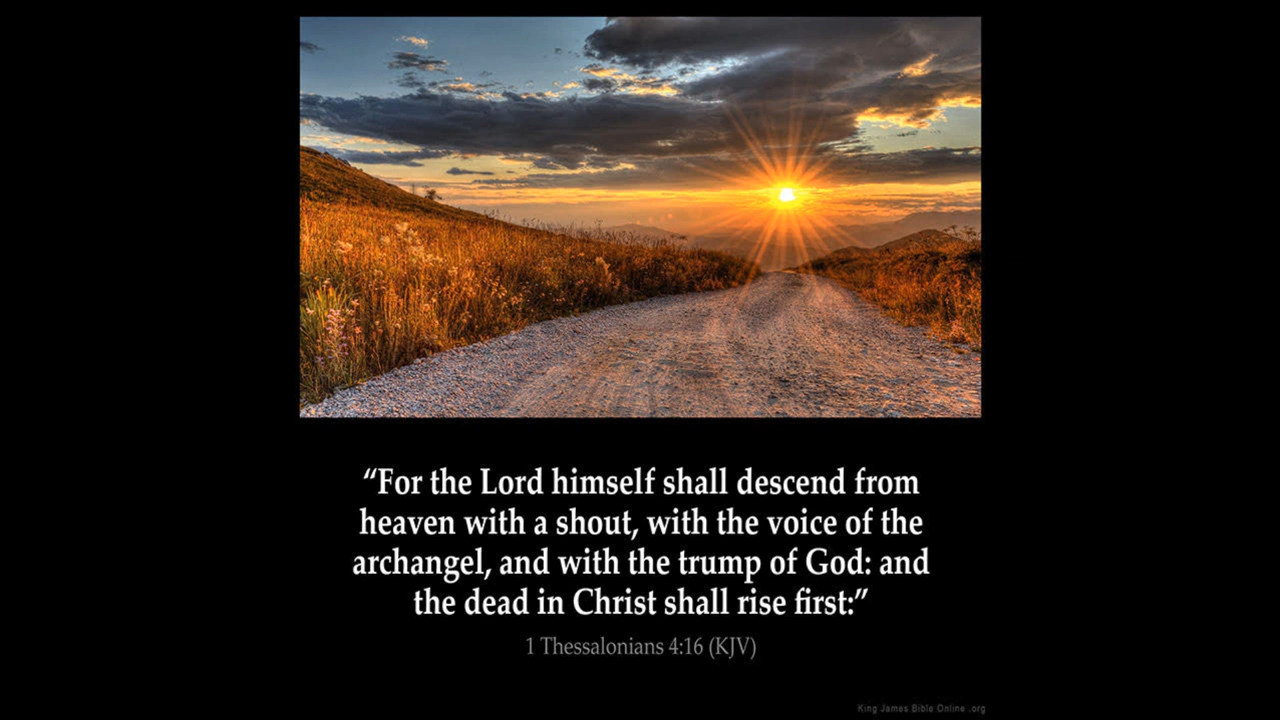 “For the Lord himself shall descend from
heaven with a shout, with the voice of the
archangel, and with the trump of God: and
the dead in Christ shall rise first:”
1 Thessalonians 4:16 (KJV)
King James Bible Online .org